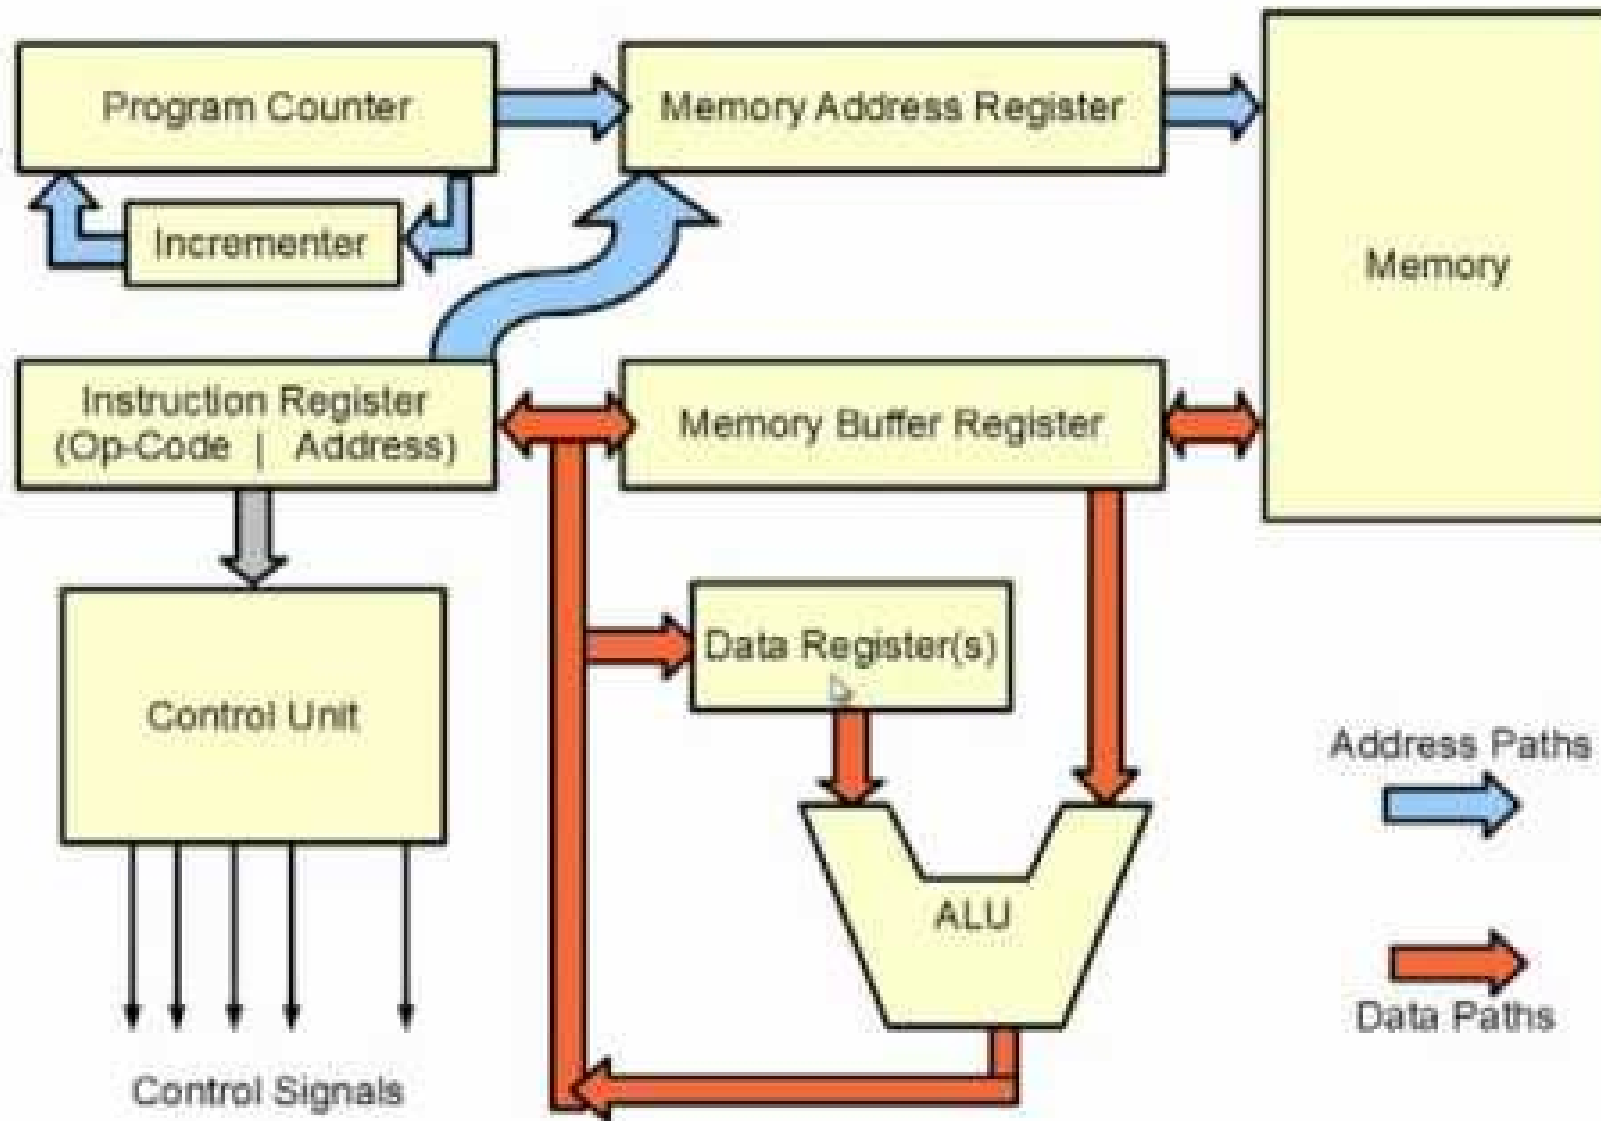 Program Counter
Memory Address Register
Incrementer
Memory
Instruction Register
(Op-Code | Address)
Memory Buffer Register
Data Register(s)
Control Unit
Address Paths
ALU
Data Paths
Control Signals